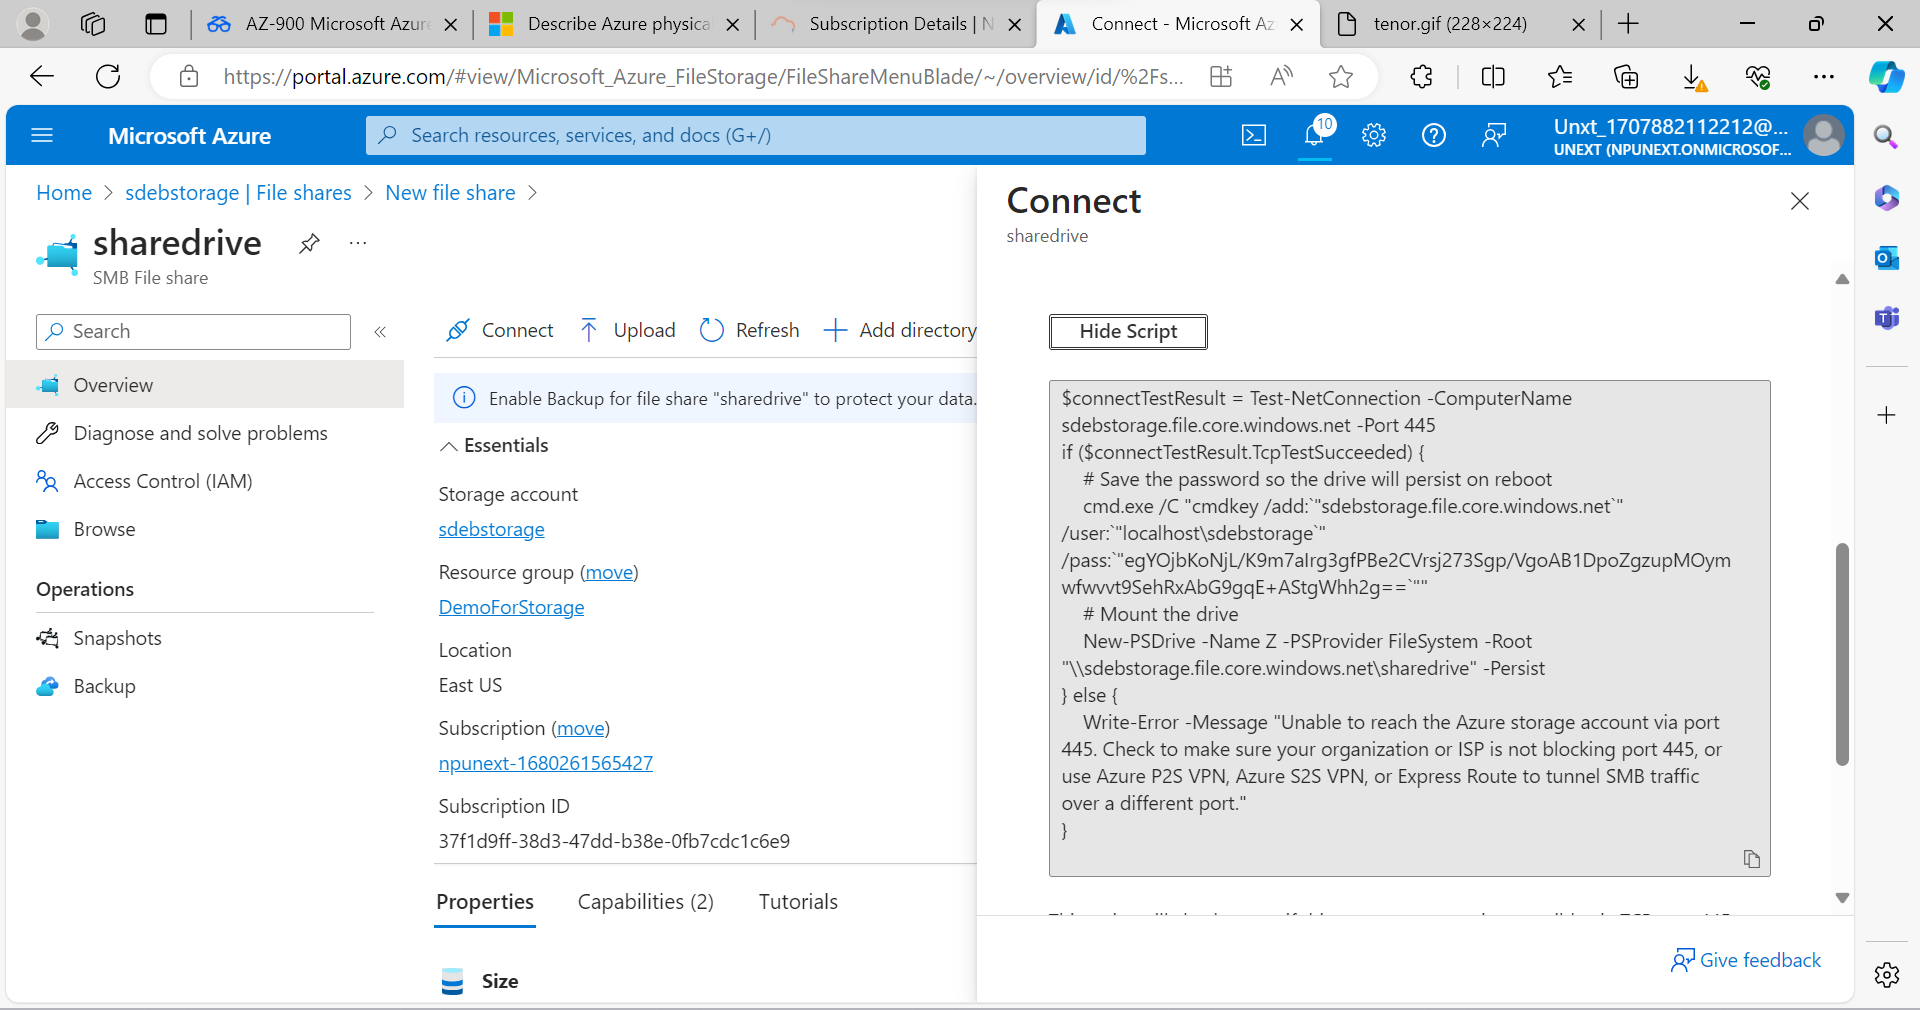 AZ-900 Microsoft Azure
Describe Azure physica
Subscription Details | N
Connect - Microsoft Az
tenor.gif (228×224)
https://portal.azure.com/#view/Microsoft_Azure_FileStorage/FileShareMenuBlade/~/overview/id/%2Fs...
Microsoft Azure
Search resources, services, and docs (G+/)
10
Unxt_1707882112212@...
UNEXT (NPUNEXT.ONMICROSOF...
Home > sdebstorage | File shares > New file share >
sharedrive
SMB File share
Search
Overview
Diagnose and solve problems
Access Control (IAM)
Browse
Operations
Snapshots
Backup
Connect
Upload
Refresh
Add directory
Enable Backup for file share "sharedrive" to protect your data.
Essentials
Storage account
sdebstorage
Resource group (move)
DemoForStorage
Location
East US
Subscription (move)
npunext-1680261565427
Subscription ID
37f1d9ff-38d3-47dd-b38e-0fb7cdc1c6e9
Properties
Capabilities (2)
Tutorials
Size
Connect
sharedrive
Hide Script
$connectTestResult = Test-NetConnection -ComputerName
sdebstorage.file.core.windows.net -Port 445
if ($connectTestResult.TcpTestSucceeded) {
# Save the password so the drive will persist on reboot
cmd.exe /C "cmdkey /add:`"sdebstorage.file.core.windows.net`"
/user:`"localhost\sdebstorage`"
/pass:`"egYOjbKoNjL/K9m7aIrg3gfPBe2CVrsj273Sgp/VgoAB1DpoZgzupMOym
wfwvvt9SehRxAbG9gqE+AStgWhh2g==`""
# Mount the drive
New-PSDrive -Name Z -PSProvider FileSystem -Root
"\\sdebstorage.file.core.windows.net\sharedrive" -Persist
} else {
Write-Error -Message "Unable to reach the Azure storage account via port
445. Check to make sure your organization or ISP is not blocking port 445, or
use Azure P2S VPN, Azure S2S VPN, or Express Route to tunnel SMB traffic
over a different port."
}
Give feedback